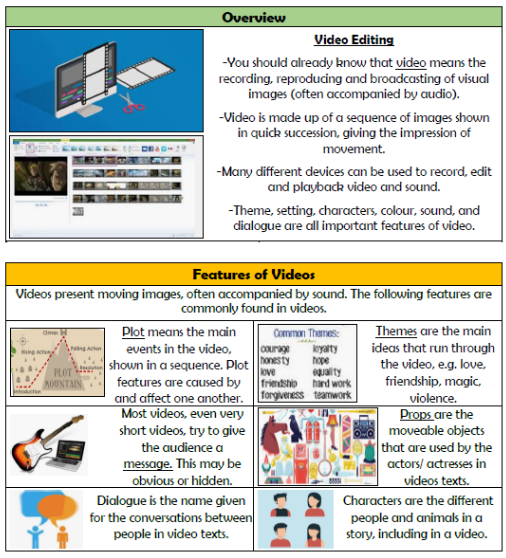 Overview
Video Editing
-You should already know that video means the
recording, reproducing and broadcasting of visual
images (often accompanied by audio).
-Video is made up of a sequence of images shown
in quick succession, giving the impression of
movement.
-Many different devices can be used to record, edit
and playback video and sound.
-Theme, setting, characters, colour, sound, and
dialogue are all important features of video.
Features of Videos
Videos present moving images, often accompanied by sound. The following features are
commonly found in videos.
Climax
Rising Action
Falling Action
PLOT
MOUNTAIN
Resolution
Introduction
Plot means the main
events in the video,
shown in a sequence. Plot
features are caused by
and affect one another.
Common Themes:
courage loyalty
honesty hope
love equality
friendship hard work
forgiveness teamwork
Themes are the main
ideas that run through
the video, e.g. love,
friendship, magic,
violence.
Most videos, even very
short videos, try to give
the audience a
message. This may be
obvious or hidden.
Props are the
moveable objects
that are used by the
actors/ actresses in
videos texts.
Dialogue is the name given
for the conversations between
people in video texts.
Characters are the different
people and animals in a
story, including in a video.